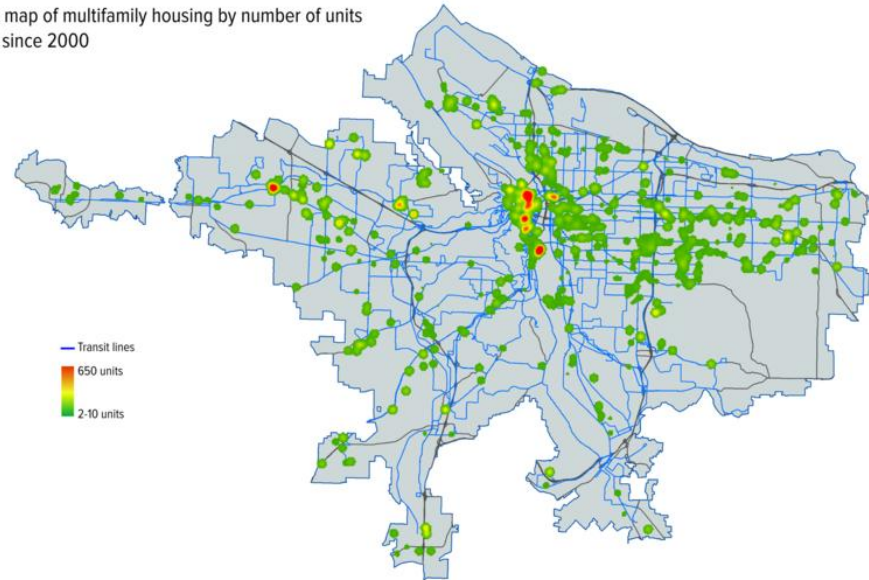 map of multifamily housing by number of units
since 2000
Transit lines
650 units
2-10 units